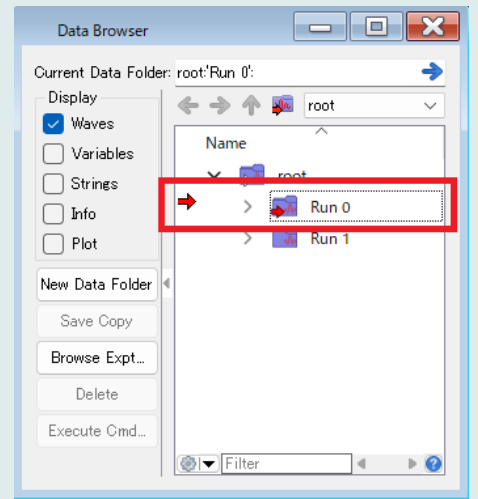 Data Browser
Current Data Folder: root:'Run 0':
Display
Waves
Variables
Strings
Info
Plot
New Data Folder
Save Copy
Browse Expt...
Delete
Execute Cmd...
root
Name
root
Run 0
Run 1
Filter